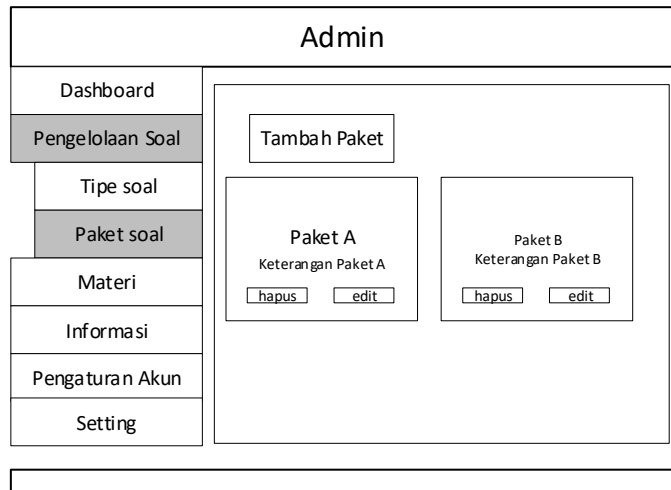 Admin
Dashboard
Pengelolaan Soal
Tipe soal
Paket soal
Materi
Informasi
Pengaturan Akun
Setting
Tambah Paket
Paket A
Keterangan Paket A
hapus edit
Paket B
Keterangan Paket B
hapus edit